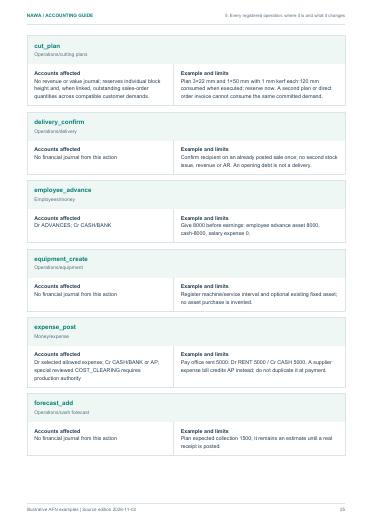 NAWA | ACCOUNTING GUIDE
5. Every registered operation: where it is and what it changes
cut_plan
Operations/cutting plans
Accounts affected
No revenue or value journal; reserves individual block
height and, when linked, outstanding sales-order
quantities across compatible customer demands.
Example and limits
Plan 3×22 mm and 1×50 mm with 1 mm kerf each:120 mm
consumed when executed; reserve now. A second plan or direct
order invoice cannot consume the same committed demand.
delivery_confirm
Operations/delivery
Accounts affected
No financial journal from this action
Example and limits
Confirm recipient on an already posted sale once; no second stock
issue, revenue or AR. An opening debt is not a delivery.
employee_advance
Employees/money
Accounts affected
Dr ADVANCES; Cr CASH/BANK
Example and limits
Give 8000 before earnings: employee advance asset 8000,
cash-8000, salary expense 0.
equipment_create
Operations/equipment
Accounts affected
No financial journal from this action
Example and limits
Register machine/service interval and optional existing fixed asset;
no asset purchase is invented.
expense_post
Money/expense
Accounts affected
Dr selected allowed expense; Cr CASH/BANK or AP;
special reviewed COST_CLEARING requires
production authority
Example and limits
Pay office rent 5000: Dr RENT 5000 / Cr CASH 5000. A supplier
expense bill credits AP instead; do not duplicate it at payment.
forecast_add
Operations/cash forecast
Accounts affected
No financial journal from this action
Example and limits
Plan expected collection 1500; it remains an estimate until a real
receipt is posted.
Illustrative AFN examples | Source edition 2026-11-03
25